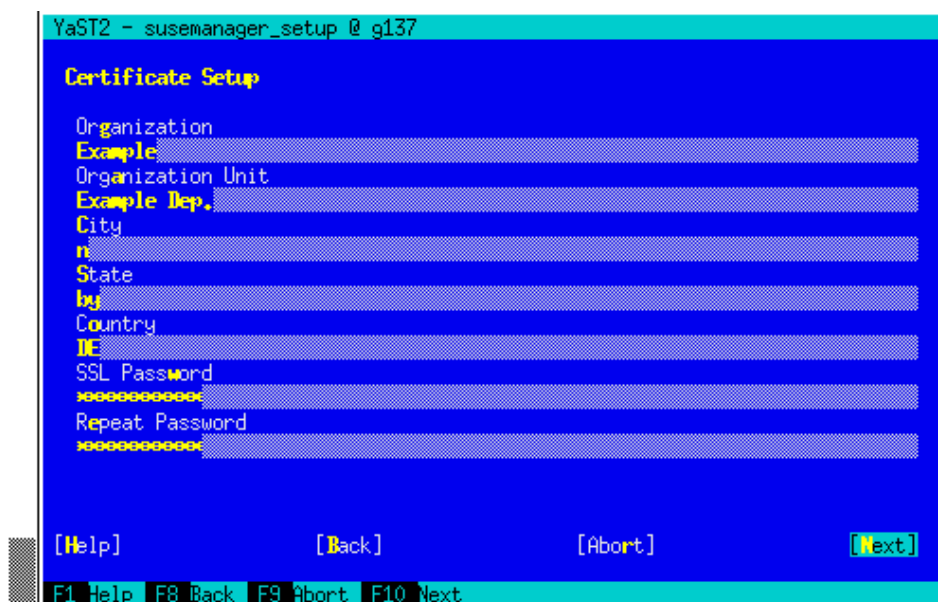 YaST2 - susemanager_setup @ g137
Certificate Setup
Organization
Example
Organization Unit
Example Dep.
City
n
State
by
Country
DE
SSL Password
************
Repeat Password
************
[Help] [Back] [Abort] [Next]
F1 Help F8 Back F9 Abort F10 Next